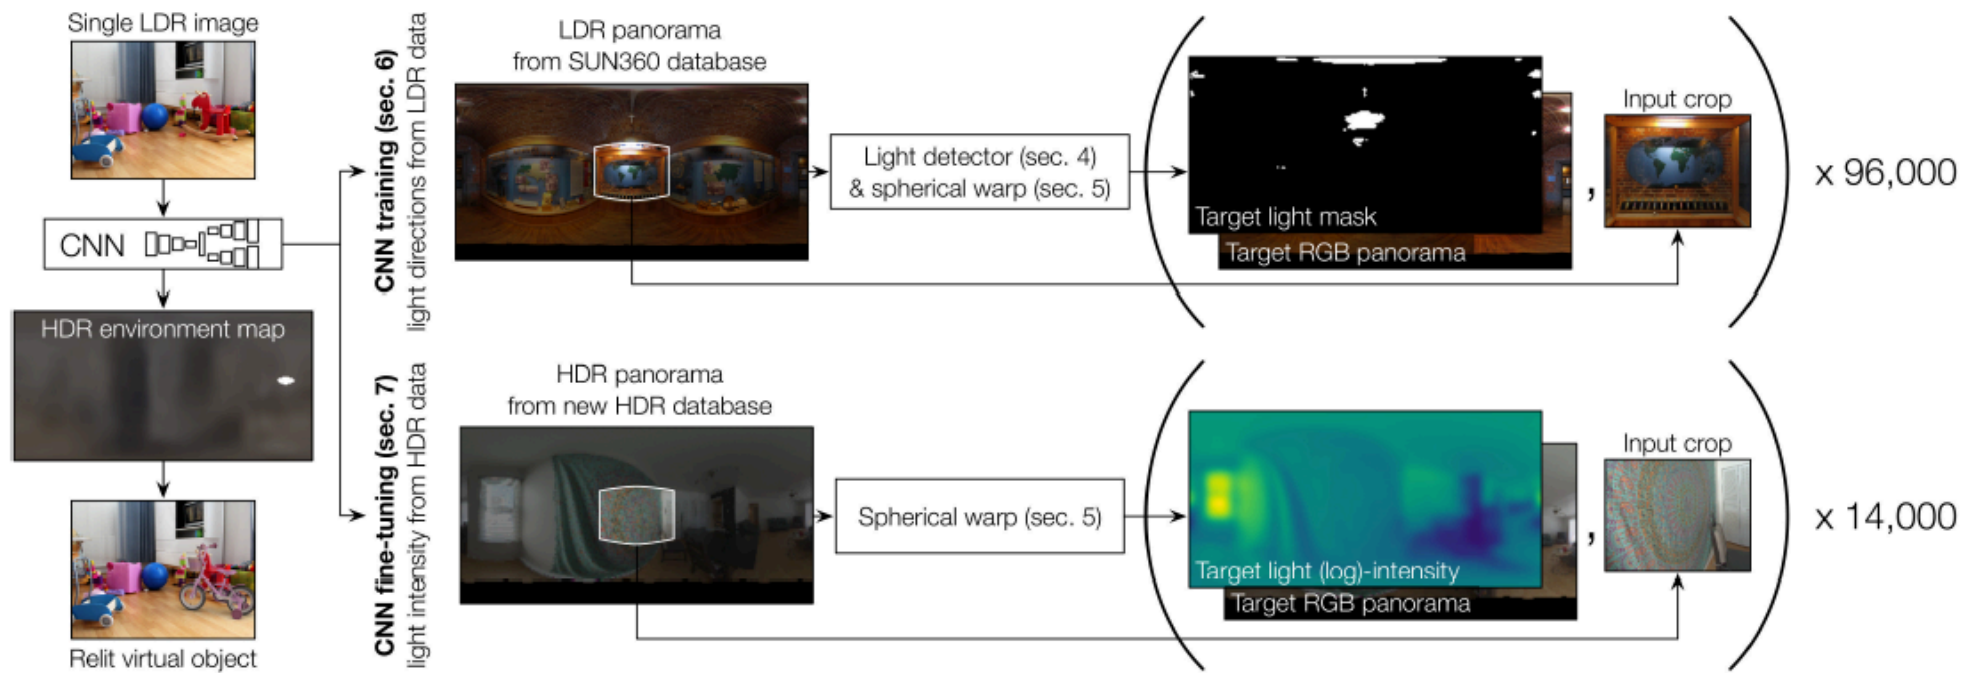 Single LDR image
CNN
HDR environment map
Relit virtual object
CNN training (sec. 6)
light directions from LDR data
LDR panorama
from SUN360 database
Light detector (sec. 4)
& spherical warp (sec. 5)
Target light mask
Target RGB panorama
,
Input crop
x 96,000
CNN fine-tuning (sec. 7)
light intensity from HDR data
HDR panorama
from new HDR database
Spherical warp (sec. 5)
Target light (log)-intensity
Target RGB panorama
,
Input crop
x 14,000